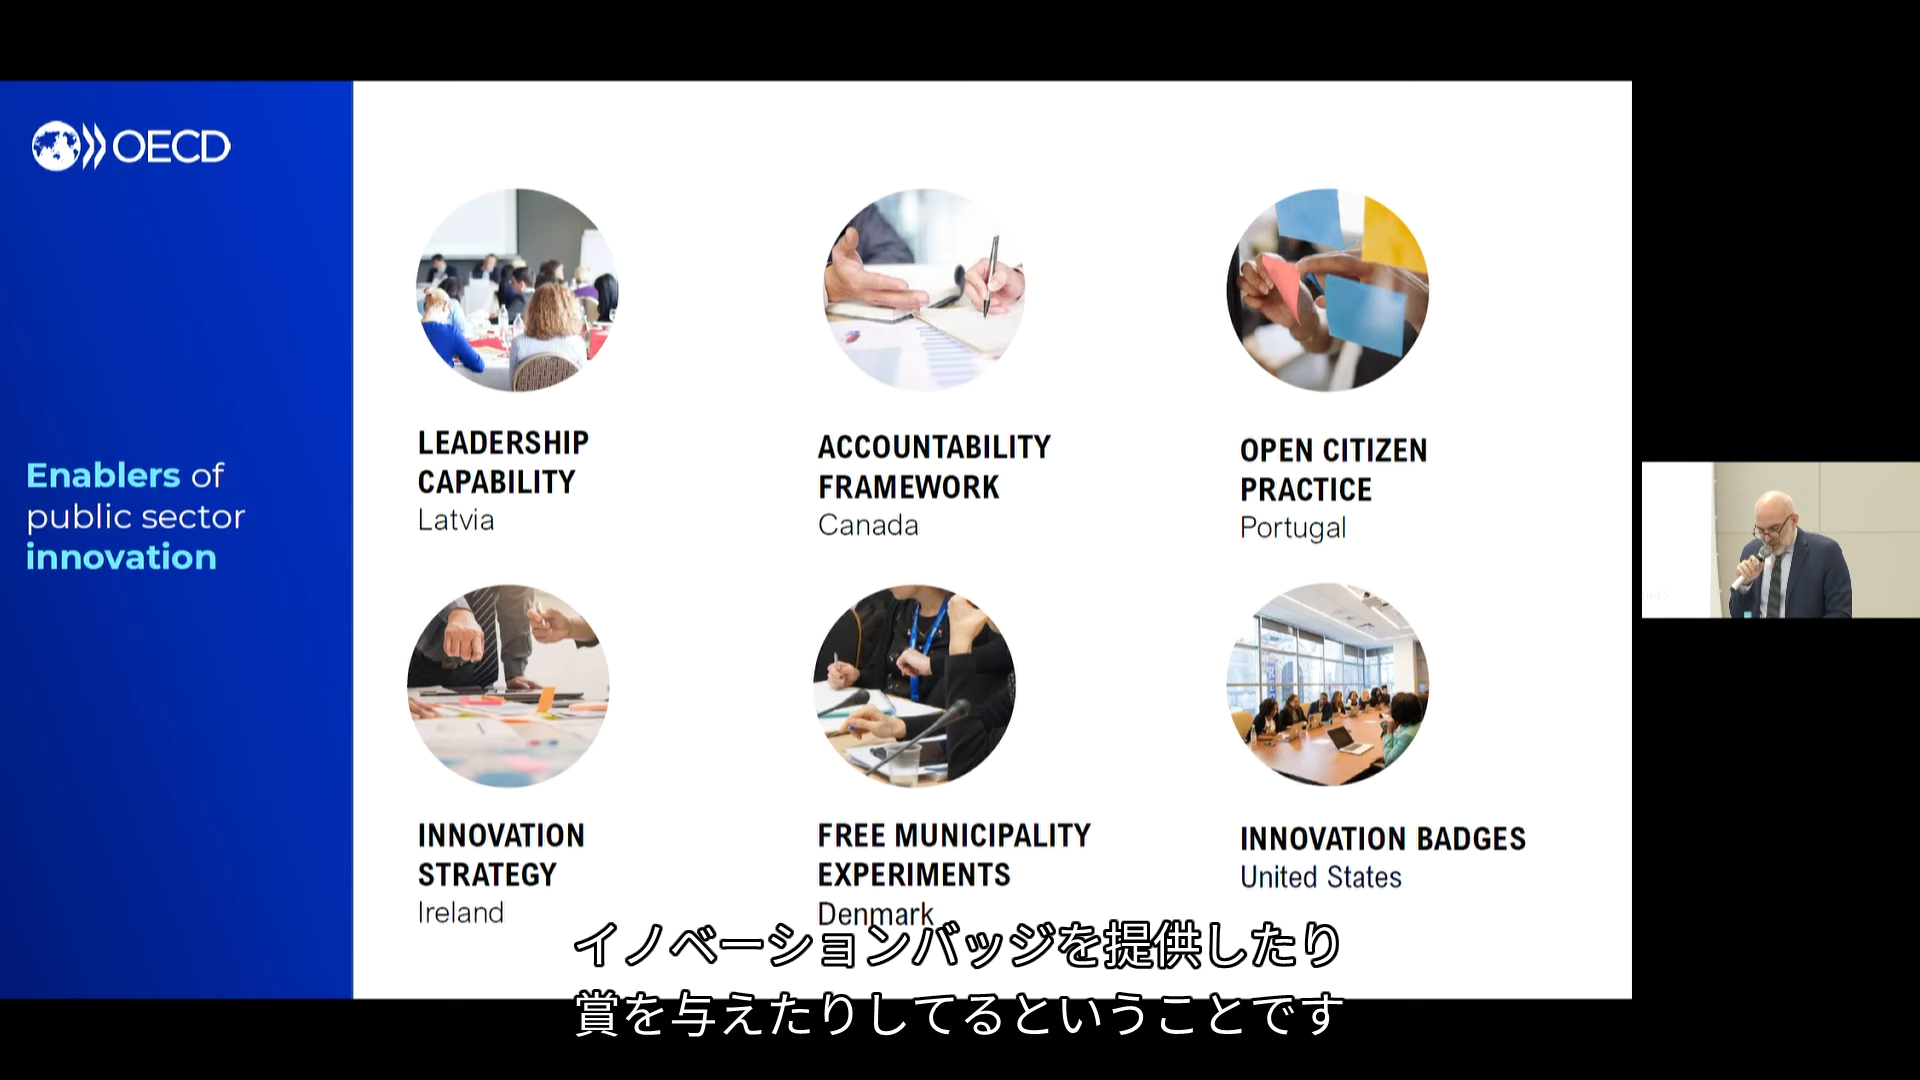 OECD
Enablers of
public sector
innovation
LEADERSHIP
CAPABILITY
Latvia
ACCOUNTABILITY
FRAMEWORK
Canada
OPEN CITIZEN
PRACTICE
Portugal
INNOVATION
STRATEGY
Ireland
FREE MUNICIPALITY
EXPERIMENTS
Denmark
INNOVATION BADGES
United States
イノベーションバッジを提供したり
賞を与えたりしてるということです